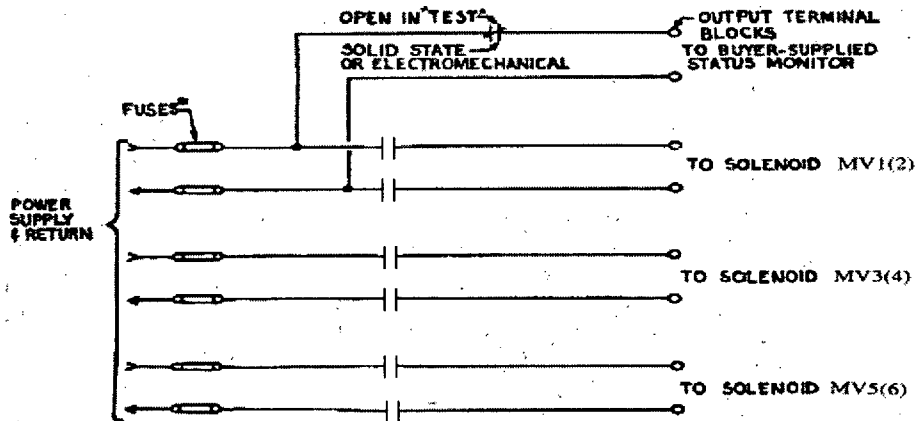 OPEN IN "TEST"
SOLID STATE
OR ELECTROMECHANICAL
OUTPUT TERMINAL
BLOCKS
TO BUYER-SUPPLIED
STATUS MONITOR
FUSES
TO SOLENOID MV1(2)
POWER
SUPPLY
& RETURN
TO SOLENOID MV3(4)
TO SOLENOID MV5(6)